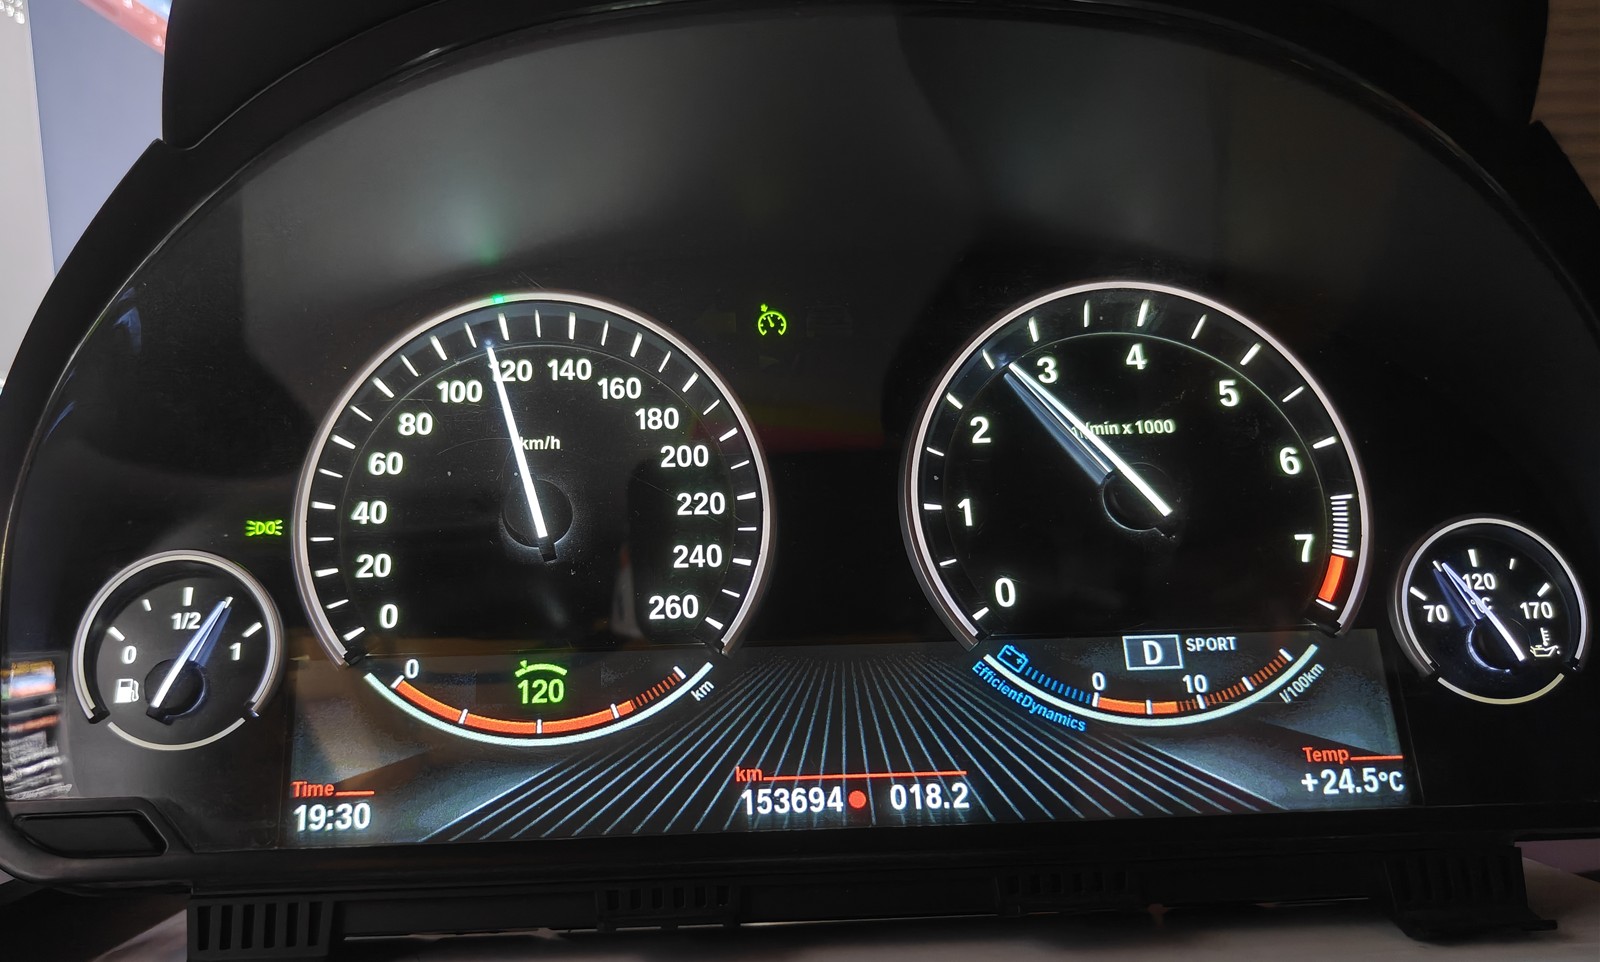 120 140
100 160
80 180
60 200
40 220
20 240
0 260
km/h
0 km
120
4
3 5
2 6
1 7
0
1/min x 1000
0 1/2 1
70 120 170
°C
D SPORT
0 10
l/100km
EfficientDynamics
Time
19:30
km
153694 018.2
Temp
+24.5°C